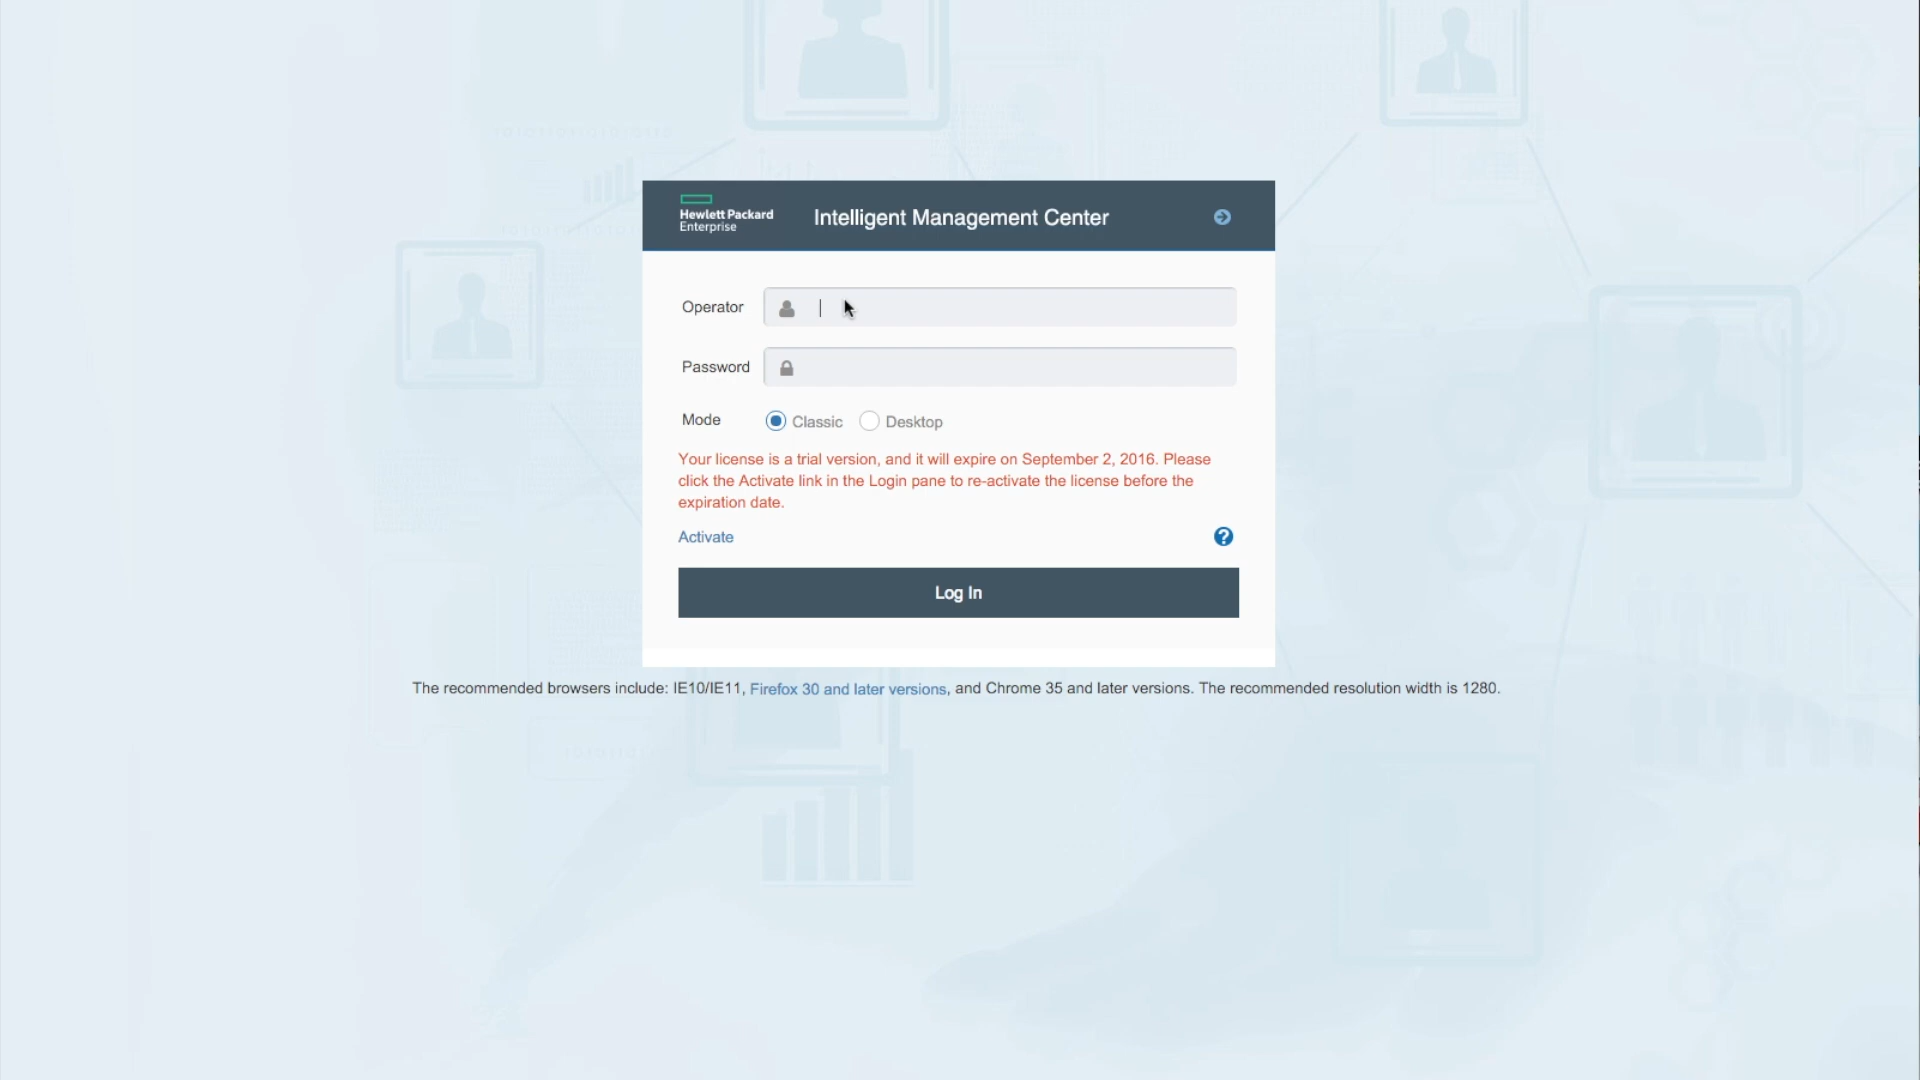 Hewlett Packard
Enterprise
Intelligent Management Center
Operator
Password
Mode
Classic
Desktop
Your license is a trial version, and it will expire on September 2, 2016. Please
click the Activate link in the Login pane to re-activate the license before the
expiration date.
Activate
?
Log In
The recommended browsers include: IE10/IE11, Firefox 30 and later versions, and Chrome 35 and later versions. The recommended resolution width is 1280.